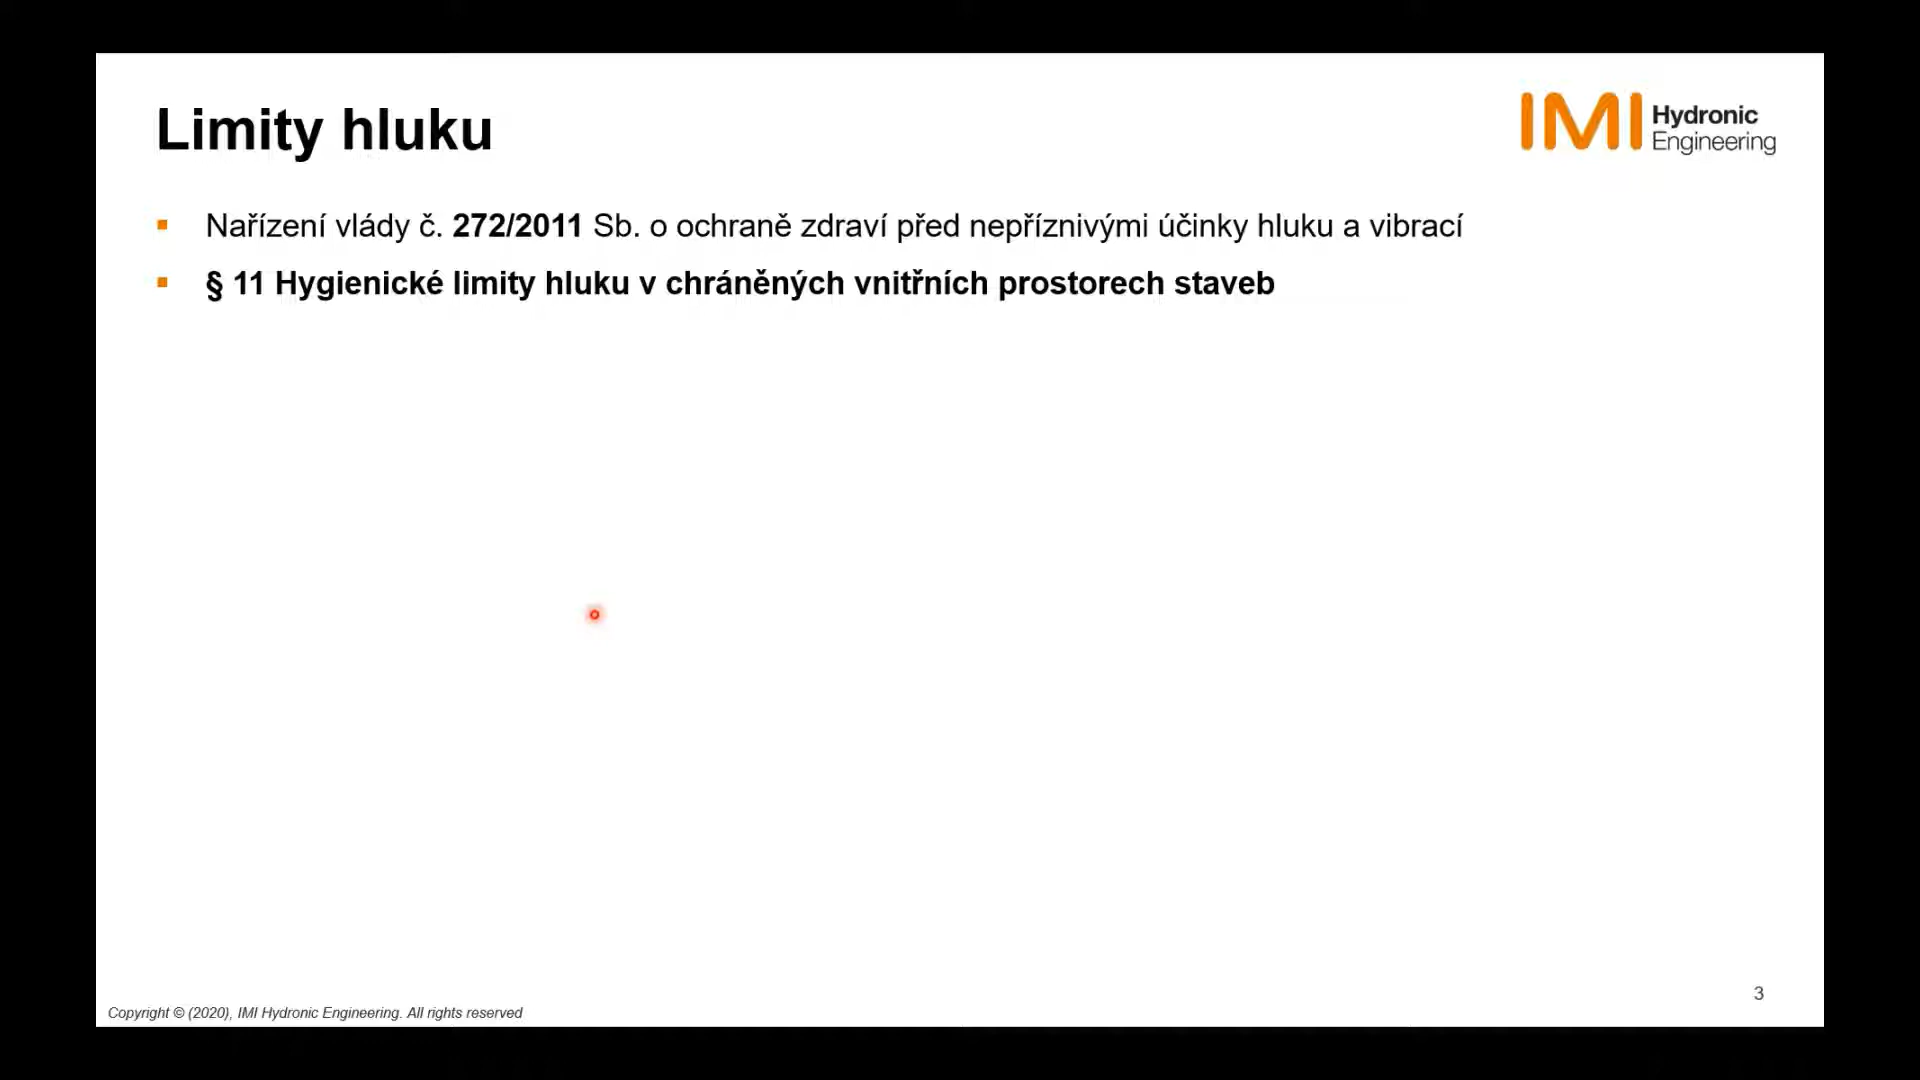 Limity hluku
IMI Hydronic
Engineering
Nařízení vlády č. 272/2011 Sb. o ochraně zdraví před nepříznivými účinky hluku a vibrací
§ 11 Hygienické limity hluku v chráněných vnitřních prostorech staveb
3
Copyright © (2020), IMI Hydronic Engineering. All rights reserved